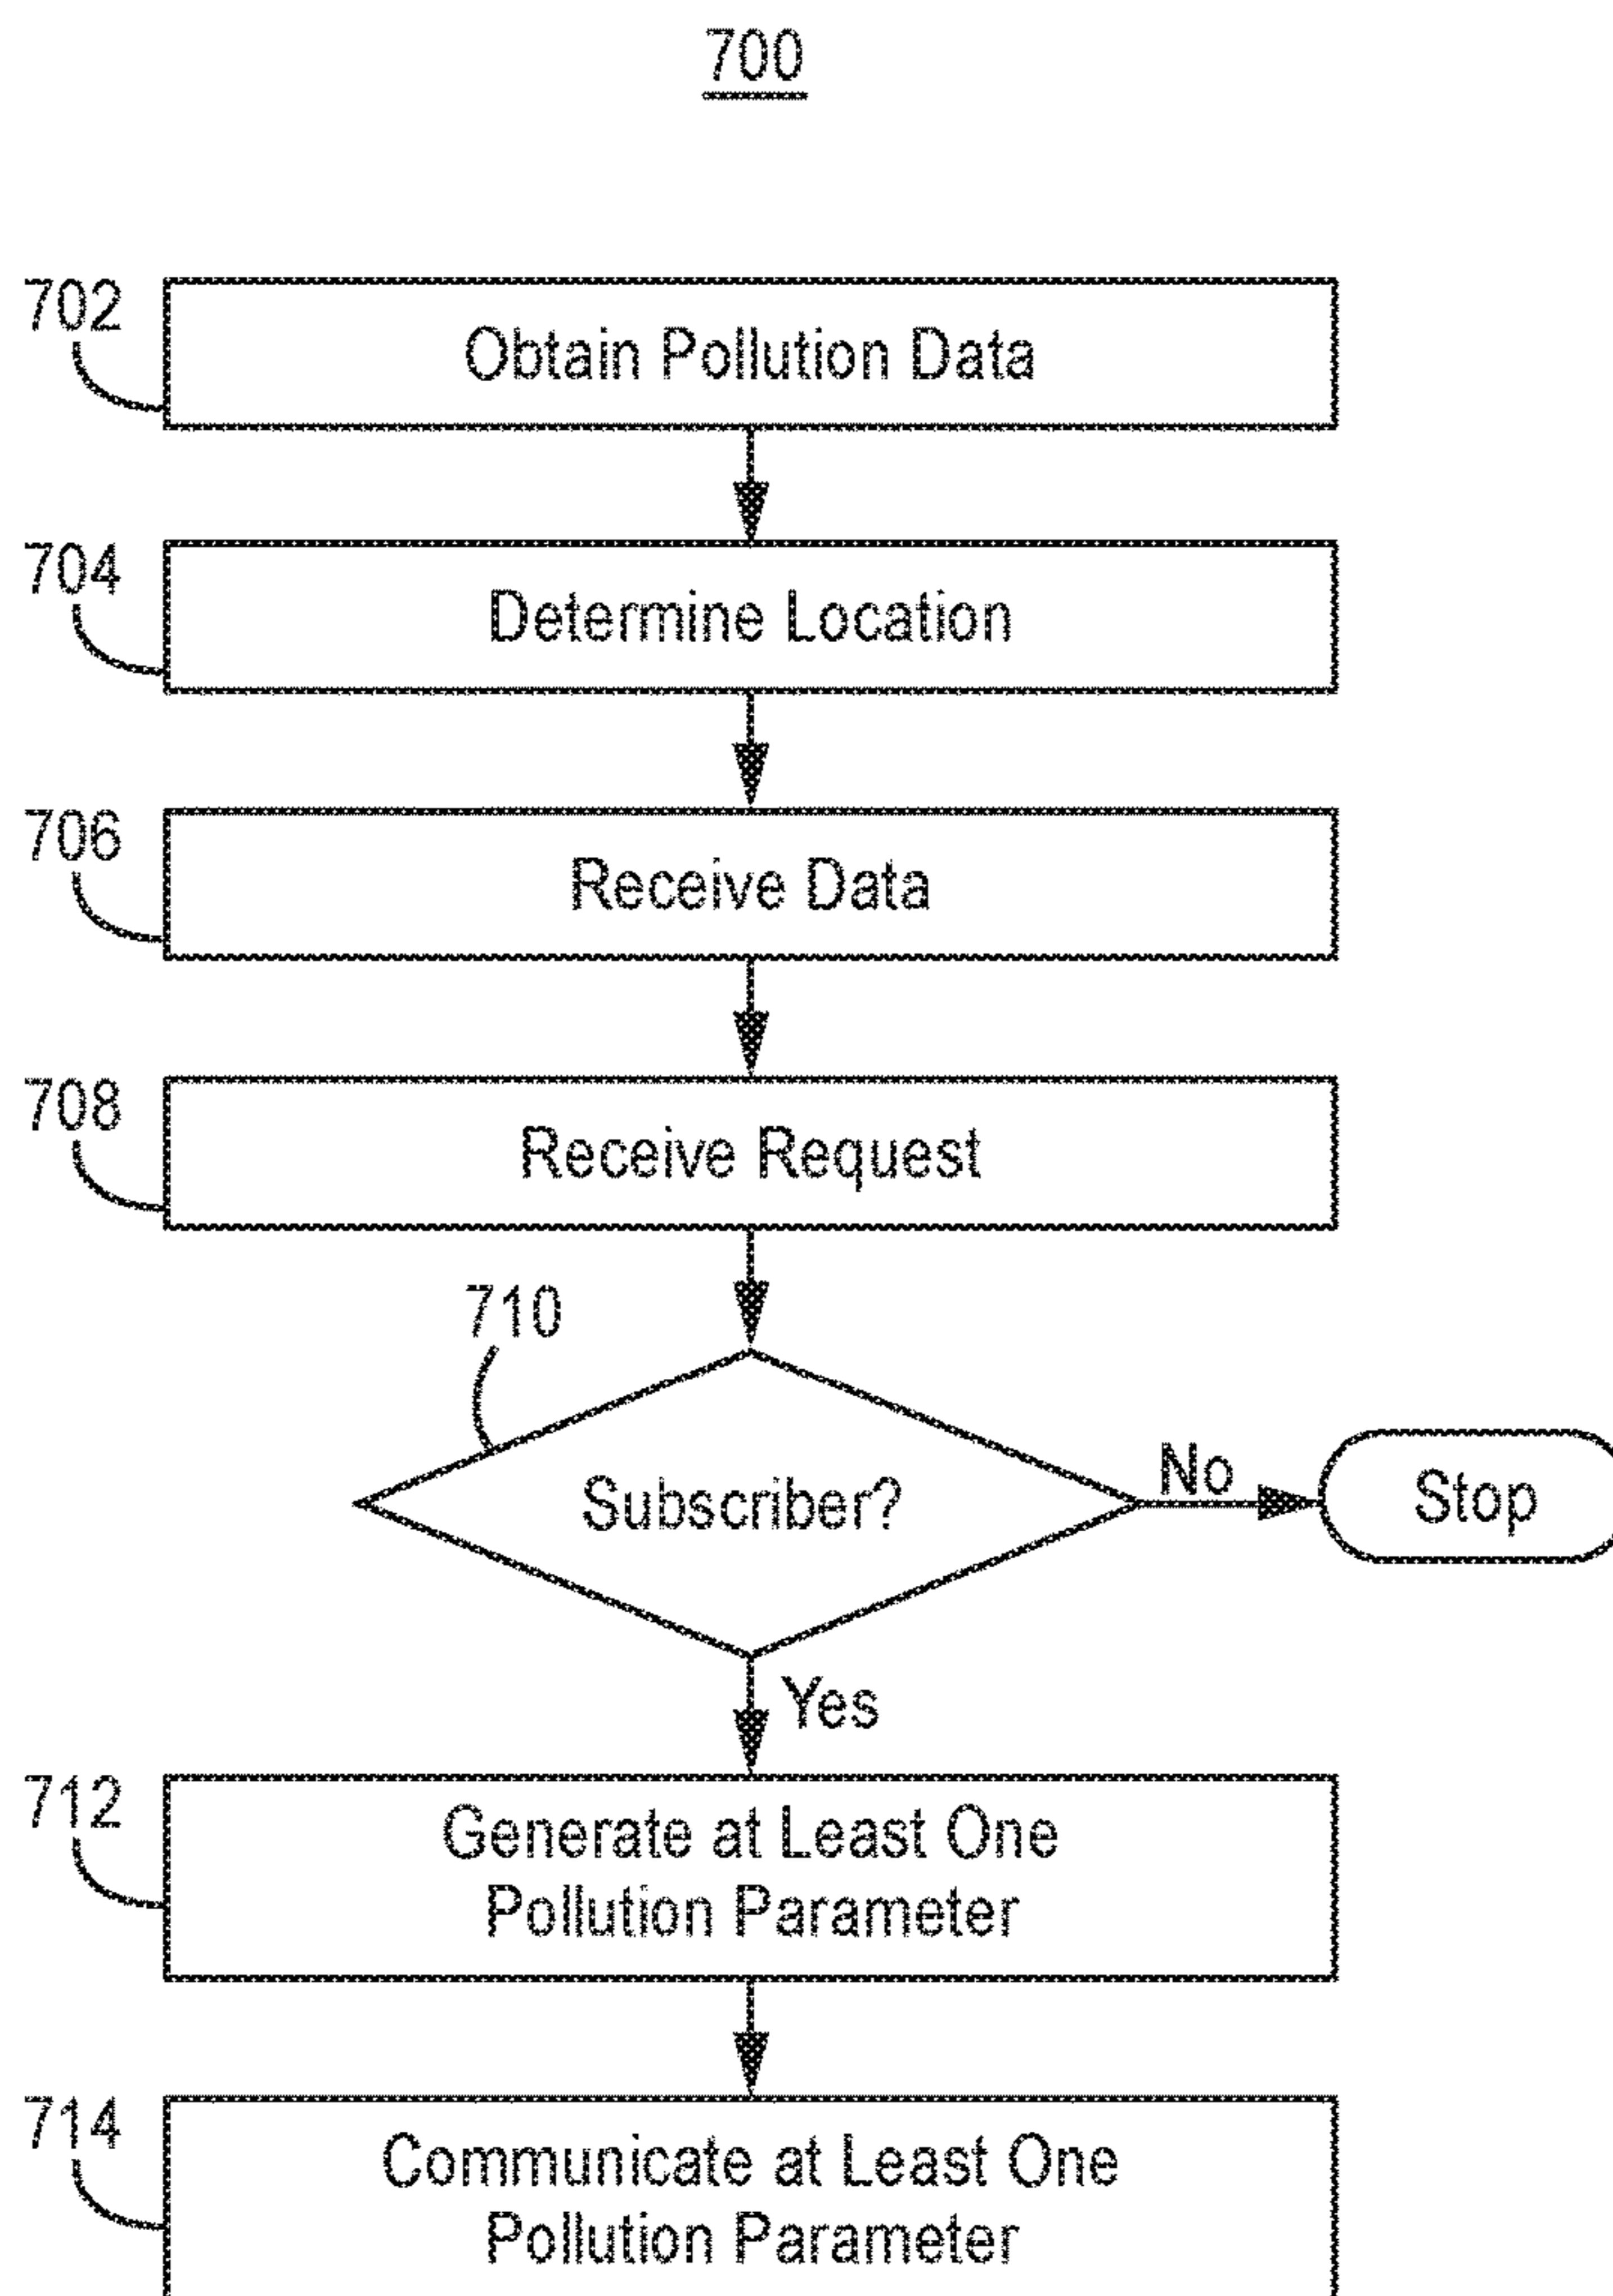 700
702
Obtain Pollution Data
704
Determine Location
706
Receive Data
708
Receive Request
710
Subscriber?
No
Stop
Yes
712
Generate at Least One
Pollution Parameter
714
Communicate at Least One
Pollution Parameter